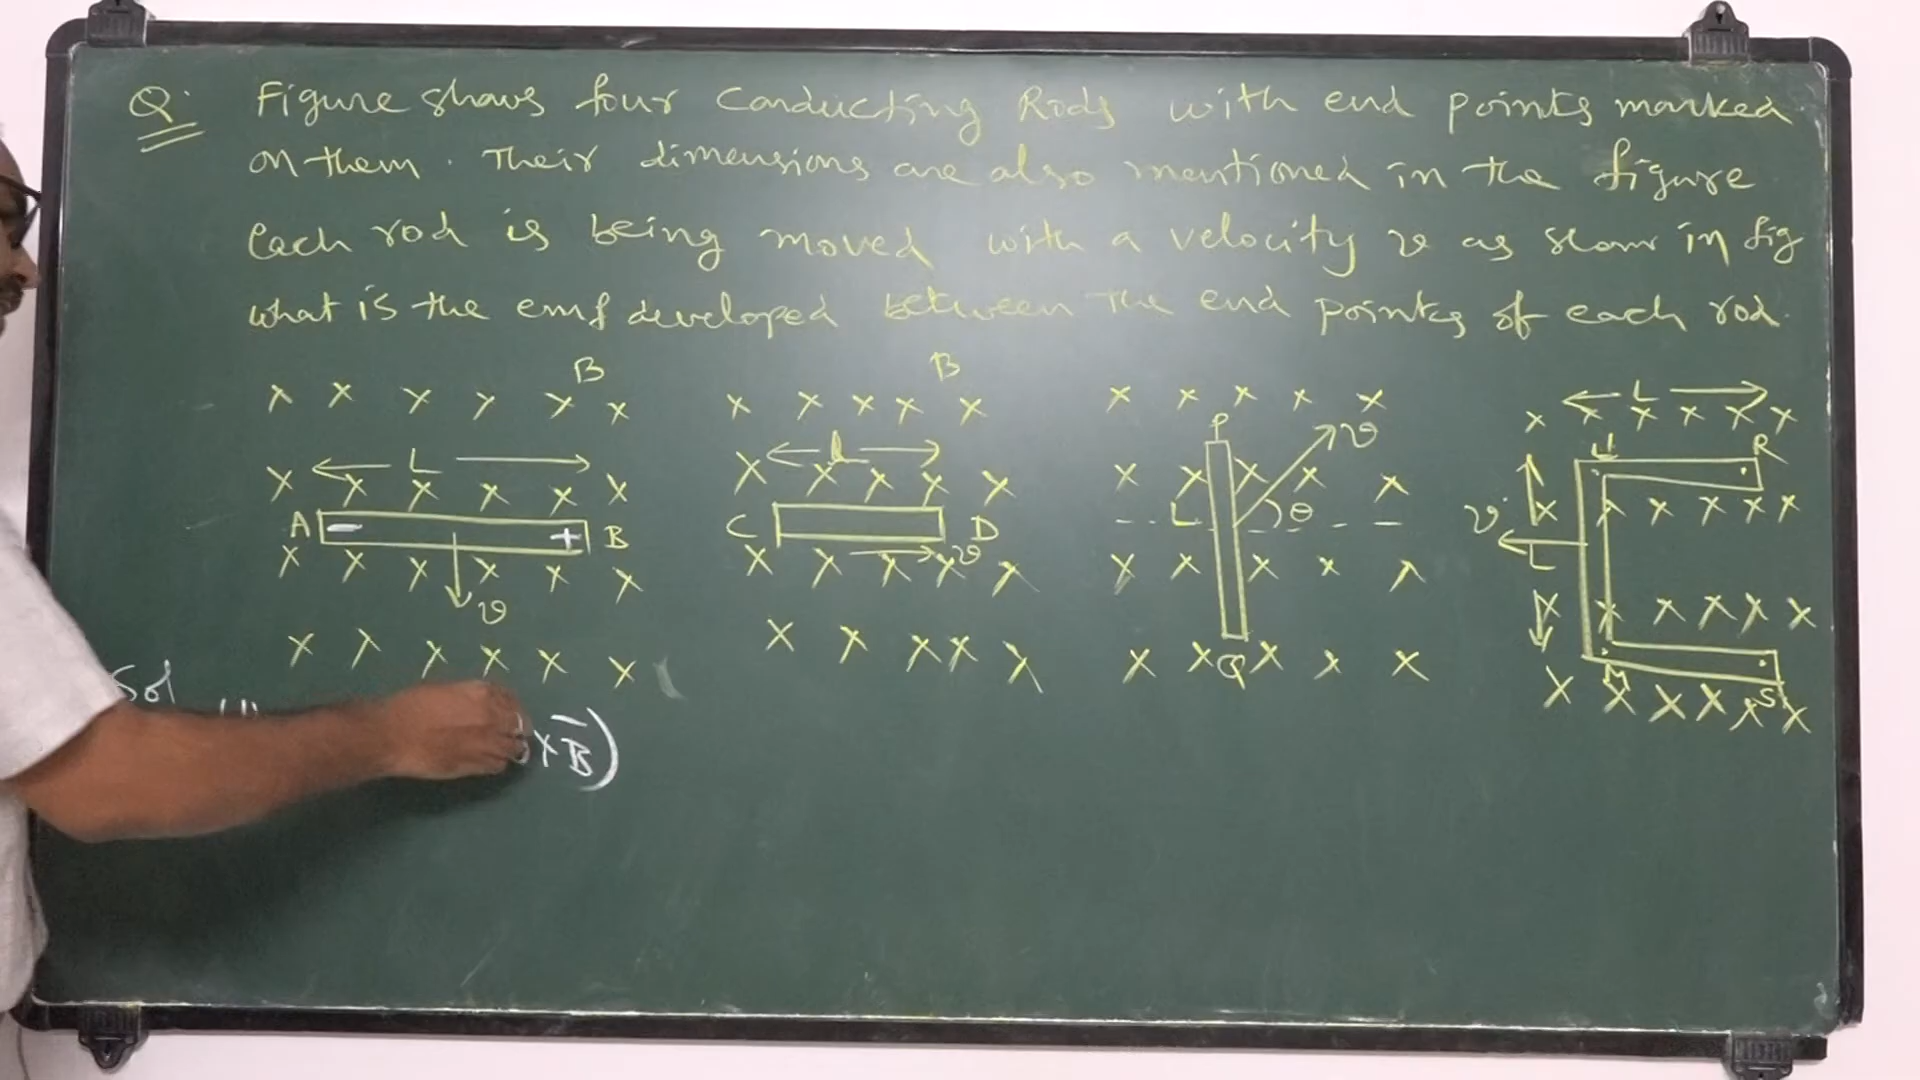 Q. Figure shows four Conducting Rods with end points marked
on them. Their dimensions are also mentioned in the figure
each rod is being moved with a velocity v as shown in fig
what is the emf developed between the end points of each rod.
B
B
L
L
P
v
A - + B
C D
L
θ
R
v
L
v
v
Q
S
Sol
× B̄)